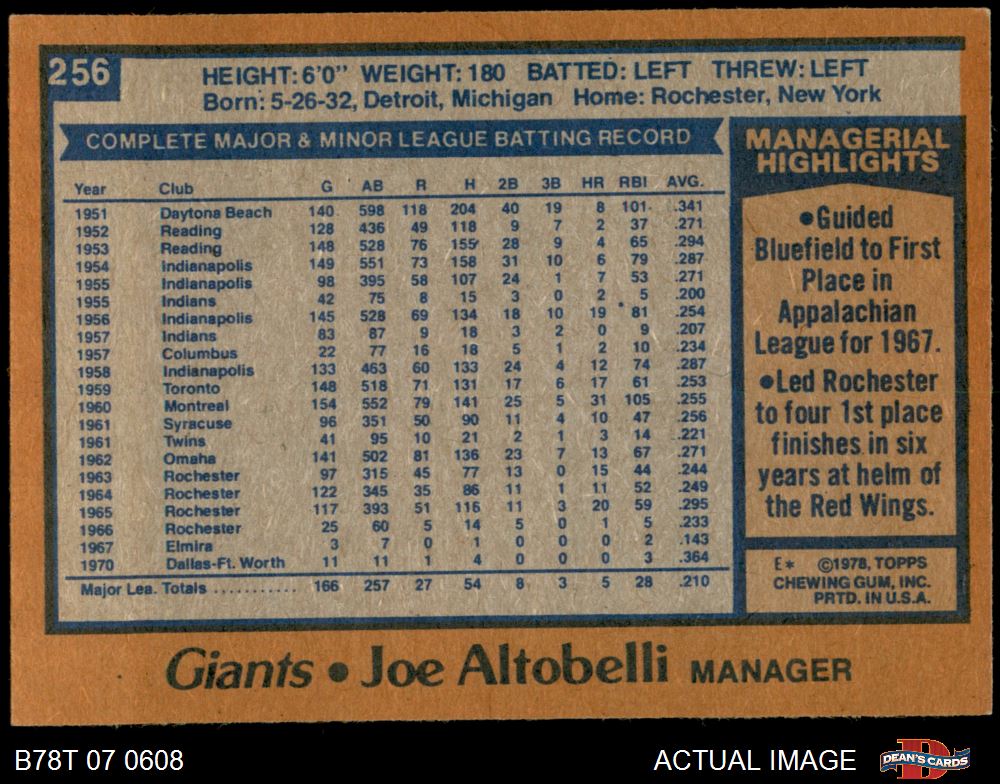 256
HEIGHT: 6'0" WEIGHT: 180 BATTED: LEFT THREW: LEFT
Born: 5-26-32, Detroit, Michigan Home: Rochester, New York
COMPLETE MAJOR & MINOR LEAGUE BATTING RECORD
Year Club G AB R H 2B 3B HR RBI AVG.
1951 Daytona Beach 140 598 118 204 40 19 8 101 .341
1952 Reading 128 436 49 118 9 7 2 37 .271
1953 Reading 148 528 76 155 28 9 4 65 .294
1954 Indianapolis 149 551 73 158 31 10 6 79 .287
1955 Indianapolis 98 395 58 107 24 1 7 53 .271
1955 Indians 42 75 8 15 3 0 2 5 .200
1956 Indianapolis 145 528 69 134 18 10 19 81 .254
1957 Indians 83 87 9 18 3 2 0 9 .207
1957 Columbus 22 77 16 18 5 1 2 10 .234
1958 Indianapolis 133 463 60 133 24 4 12 74 .287
1959 Toronto 148 518 71 131 17 6 17 61 .253
1960 Montreal 154 552 79 141 25 5 31 105 .255
1961 Syracuse 96 351 50 90 11 4 10 47 .256
1961 Twins 41 95 10 21 2 1 3 14 .221
1962 Omaha 141 502 81 136 23 7 13 67 .271
1963 Rochester 97 315 45 77 13 0 15 44 .244
1964 Rochester 122 345 35 86 11 1 11 52 .249
1965 Rochester 117 393 51 116 11 3 20 59 .295
1966 Rochester 25 60 5 14 5 0 1 5 .233
1967 Elmira 3 7 0 1 0 0 0 2 .143
1970 Dallas-Ft. Worth 11 11 1 4 0 0 0 3 .364
Major Lea. Totals ........... 166 257 27 54 8 3 5 28 .210
MANAGERIAL
HIGHLIGHTS
●Guided
Bluefield to First
Place in
Appalachian
League for 1967.
●Led Rochester
to four 1st place
finishes in six
years at helm of
the Red Wings.
E* ©1978, TOPPS
CHEWING GUM, INC.
PRTD. IN U.S.A.
Giants • Joe Altobelli MANAGER
B78T 07 0608 ACTUAL IMAGE DEAN'S CARDS